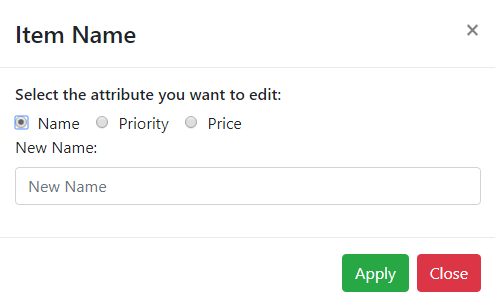 Item Name ×
Select the attribute you want to edit:
Name Priority Price
New Name:
New Name
Apply Close